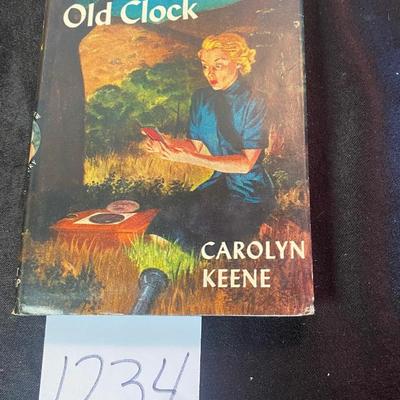 Old Clock
CAROLYN
KEENE
1234